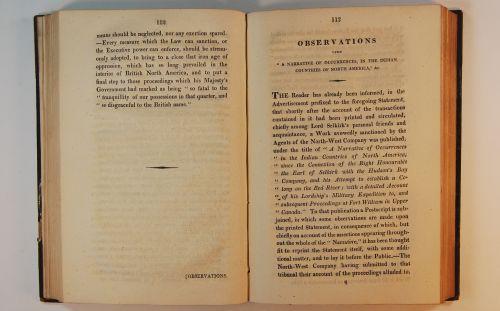 112
means should be neglected, nor any exertion spared.
—Every measure which the Law can sanction, or
the Executive power can enforce, should be strenu-
ously adopted, to bring to a close that iron age of
oppression, which has so long prevailed in the
interior of British North America, and to put a
final stop to those proceedings which his Majesty's
Government had marked as being "so fatal to the
"tranquillity of our possessions in that quarter, and
"so disgraceful to the British name."
[OBSERVATIONS.
113
OBSERVATIONS
UPON
"A NARRATIVE OF OCCURRENCES, IN THE INDIAN
COUNTRIES OF NORTH AMERICA," &c.
THE Reader has already been informed, in the
Advertisement prefixed to the foregoing Statement,
that shortly after the account of the transactions
contained in it had been printed and circulated,
chiefly among Lord Selkirk's personal friends and
acquaintance, a Work avowedly sanctioned by the
Agents of the North-West Company was published,
under the title of "A Narrative of Occurrences
"in the Indian Countries of North America,
"since the Connection of the Right Honourable
"the Earl of Selkirk with the Hudson's Bay
"Company, and his Attempt to establish a Co-
"lony on the Red River; with a detailed Account
"of his Lordship's Military Expedition to, and
"subsequent Proceedings at Fort William in Upper
"Canada." To that publication a Postscript is sub-
joined, in which some observations are made upon
the printed Statement, in consequence of which, but
chiefly on account of the assertions appearing through-
out the whole of the "Narrative," it has been thought
fit to reprint the Statement itself, with some addi-
tional matter, and to lay it before the Public.—The
North-West Company having submitted to that
tribunal their account of the proceedings alluded to,